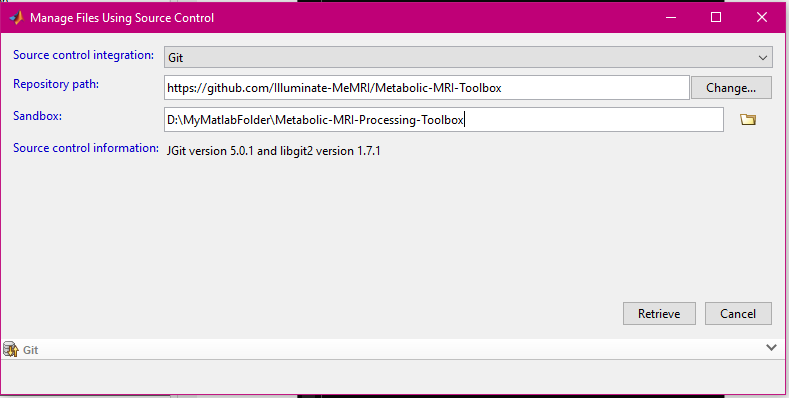 Manage Files Using Source Control
Source control integration: Git
Repository path: https://github.com/Illuminate-MeMRI/Metabolic-MRI-Toolbox Change...
Sandbox: D:\MyMatlabFolder\Metabolic-MRI-Processing-Toolbox
Source control information: JGit version 5.0.1 and libgit2 version 1.7.1
Retrieve Cancel
Git